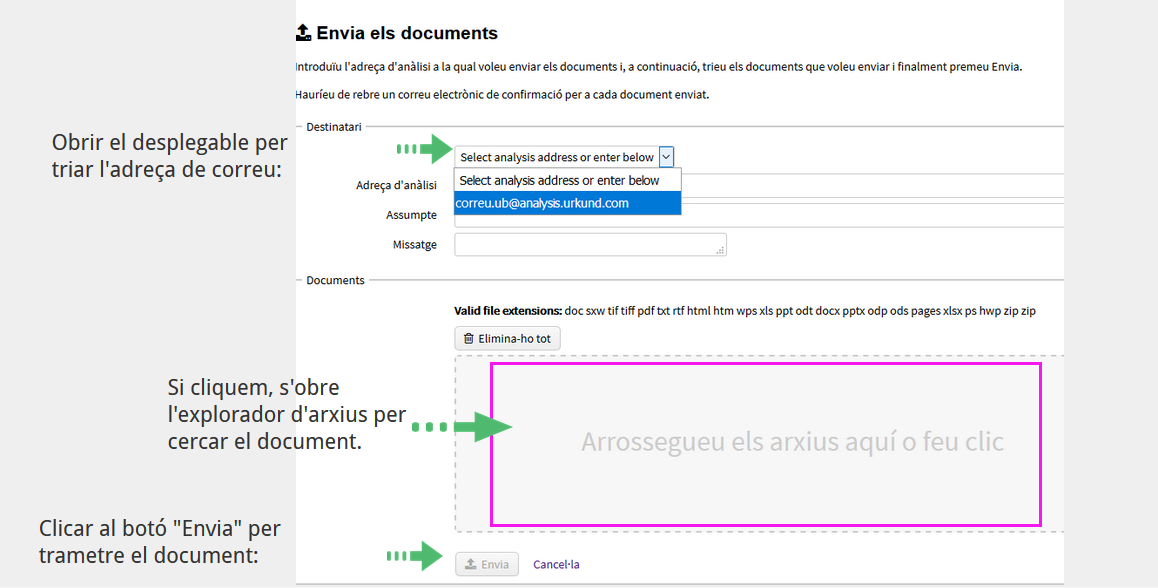 Envia els documents
Introduïu l'adreça d'anàlisi a la qual voleu enviar els documents i, a continuació, trieu els documents que voleu enviar i finalment premeu Envia.
Hauríeu de rebre un correu electrònic de confirmació per a cada document enviat.
Destinatari
Obrir el desplegable per
triar l'adreça de correu:
Select analysis address or enter below
Select analysis address or enter below
Adreça d'anàlisi
correu.ub@analysis.urkund.com
Assumpte
Missatge
Documents
Valid file extensions: doc sxw tif tiff pdf txt rtf html htm wps xls ppt odt docx pptx odp ods pages xlsx ps hwp zip zip
Elimina-ho tot
Si cliquem, s'obre
l'explorador d'arxius per
cercar el document.
Arrossegueu els arxius aquí o feu clic
Clicar al botó "Envia" per
trametre el document:
Envia
Cancel·la